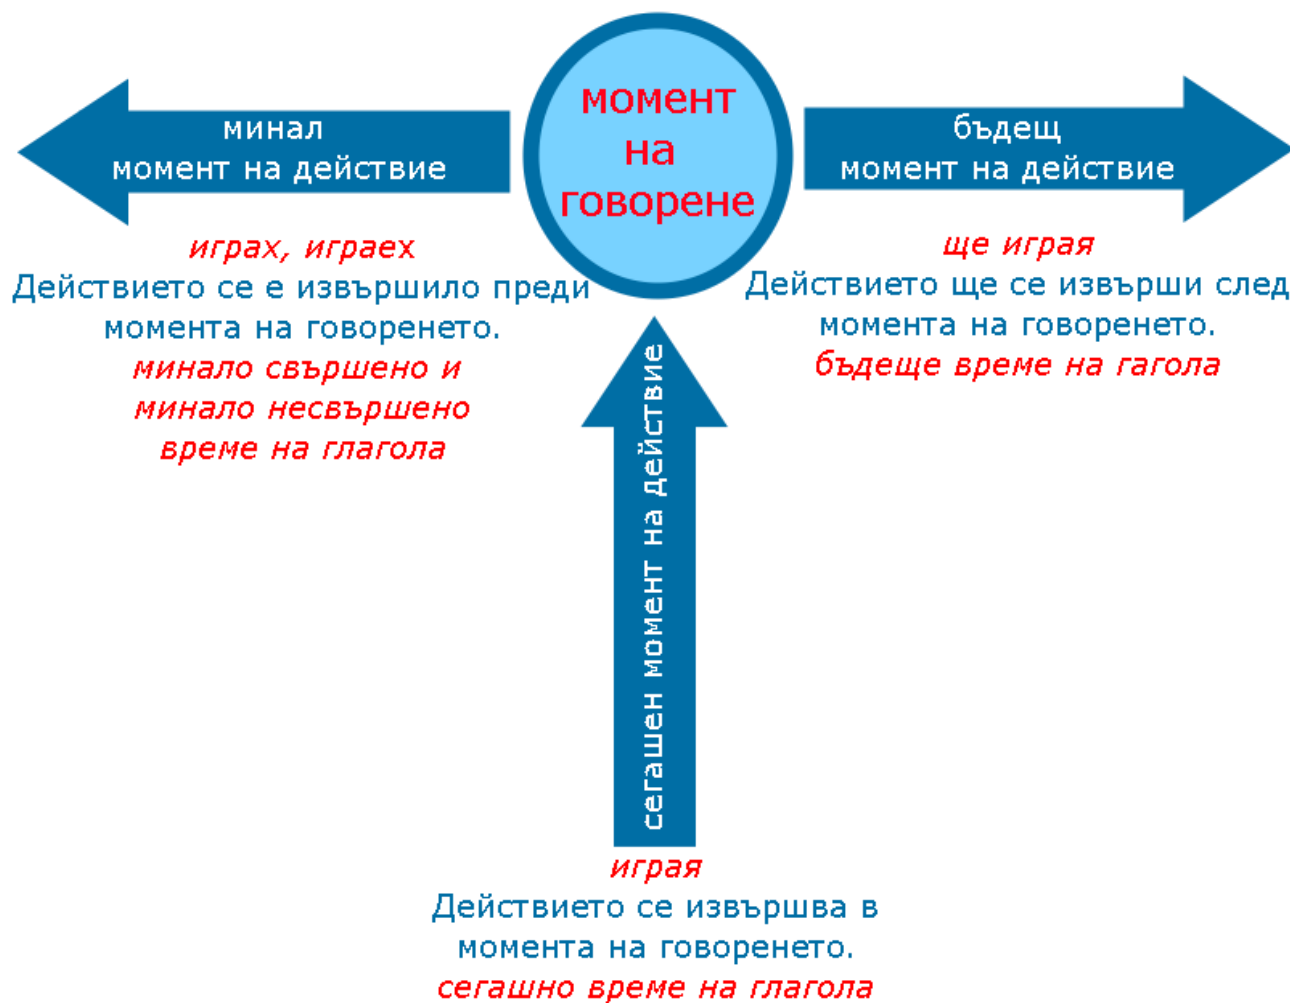 момент
на
говорене
минал
момент на действие
играх, играех
Действието се е извършило преди
момента на говоренето.
минало свършено и
минало несвършено
време на глагола
бъдещ
момент на действие
ще играя
Действието ще се извърши след
момента на говоренето.
бъдеще време на гагола
сегашен момент на действие
играя
Действието се извършва в
момента на говоренето.
сегашно време на глагола